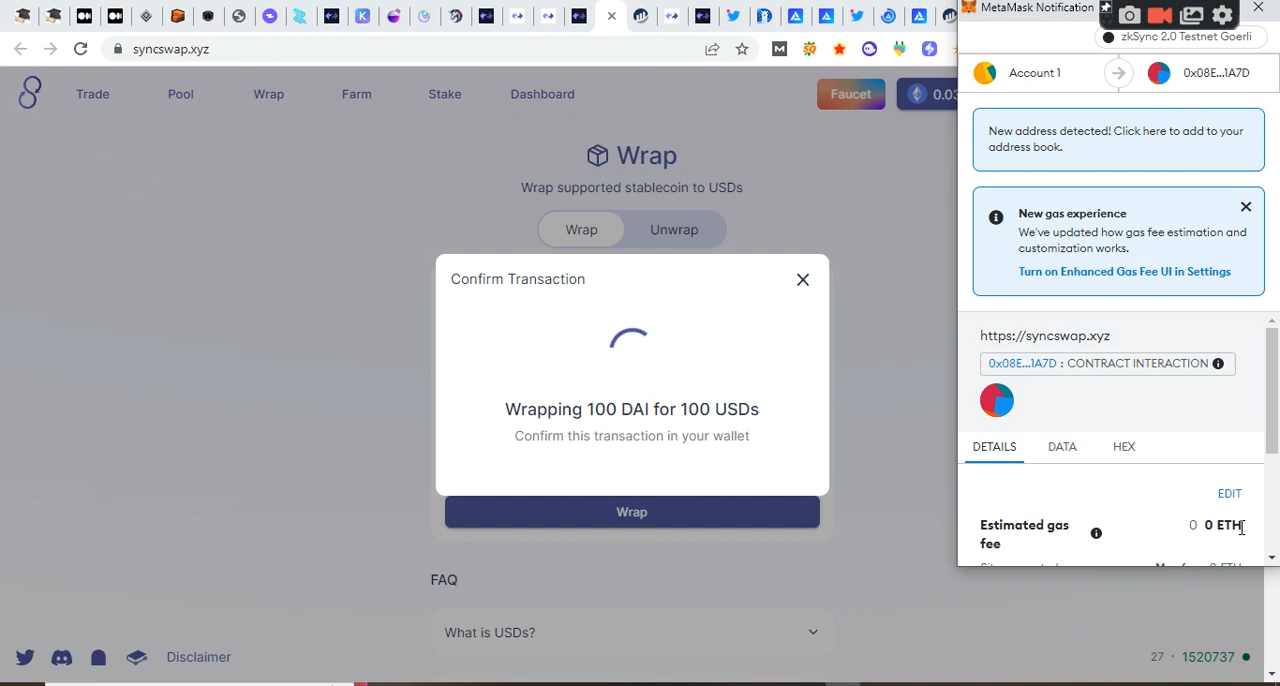 MetaMask Notification
syncswap.xyz
zkSync 2.0 Testnet Goerli
Trade
Pool
Wrap
Farm
Stake
Dashboard
Faucet
0.03
Wrap
Wrap supported stablecoin to USDs
Wrap
Unwrap
Confirm Transaction
Wrapping 100 DAI for 100 USDs
Confirm this transaction in your wallet
Wrap
FAQ
What is USDs?
Disclaimer
27 · 1520737
Account 1
0x08E...1A7D
New address detected! Click here to add to your
address book.
New gas experience
We've updated how gas fee estimation and
customization works.
Turn on Enhanced Gas Fee UI in Settings
https://syncswap.xyz
0x08E...1A7D : CONTRACT INTERACTION
DETAILS
DATA
HEX
EDIT
Estimated gas
fee
0 0 ETH